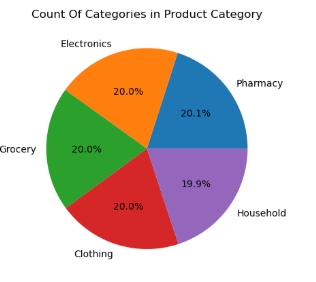 Count Of Categories in Product Category
Electronics
Pharmacy
20.0%
20.1%
Grocery
20.0%
20.0%
19.9%
Household
Clothing